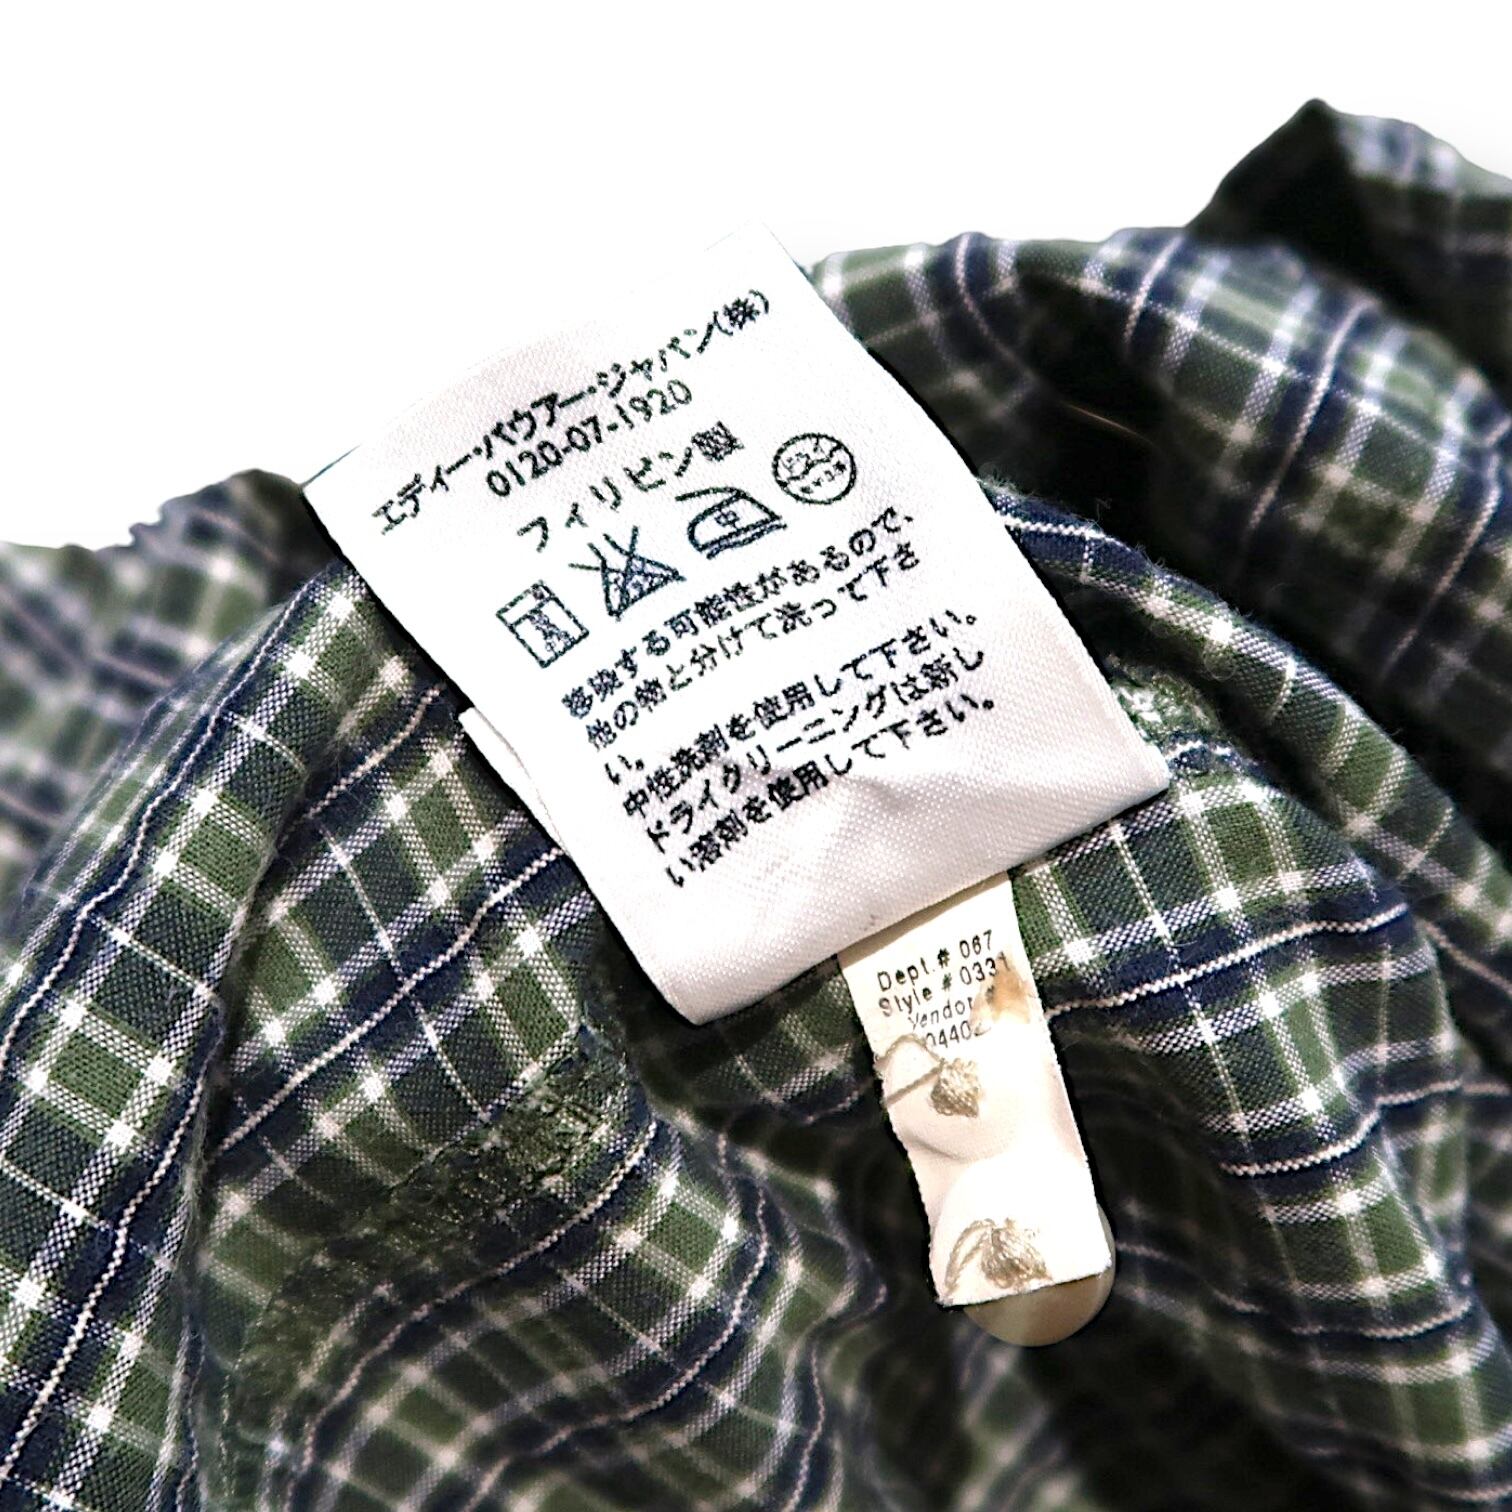 エディー・バウアー・ジャパン(株)
0120-07-1920
フィリピン製
中
移染する可能性があるので、
他の物と分けて洗って下さ
い。
中性洗剤を使用して下さい。
ドライクリーニングは新し
い溶剤を使用して下さい。
Dept.# 067
Style # 0331
Vendor #